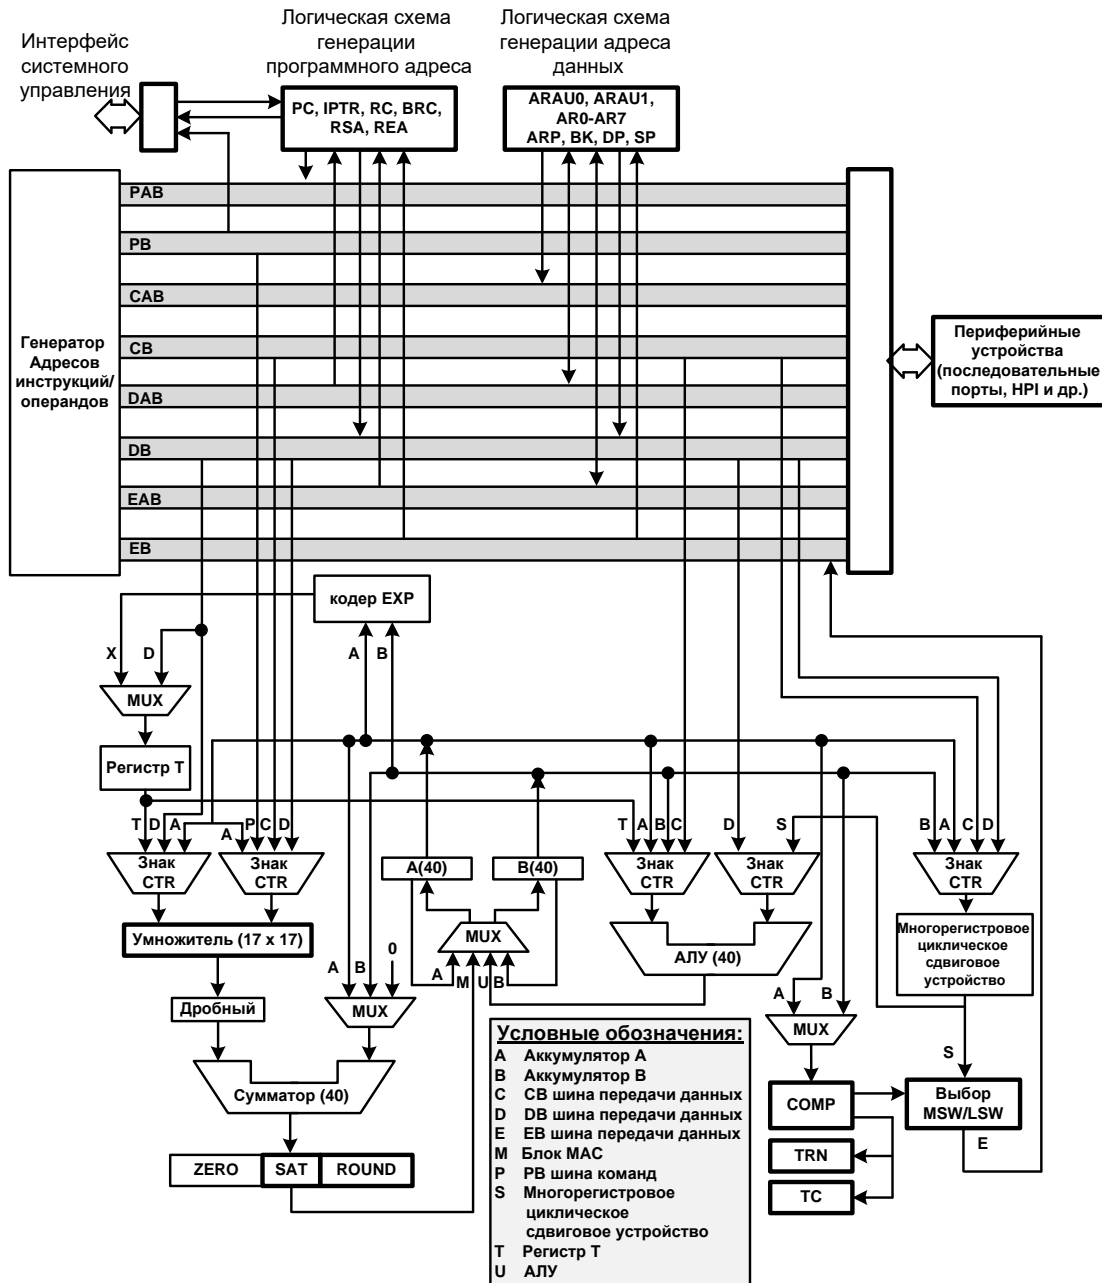 Интерфейс
системного
управления
Логическая схема
генерации
программного адреса
Логическая схема
генерации адреса
данных
PC, IPTR, RC, BRC,
RSA, REA
ARAU0, ARAU1,
AR0-AR7
ARP, BK, DP, SP
Генератор
Адресов
инструкций/
операндов
PAB
PB
CAB
CB
DAB
DB
EAB
EB
Периферийные
устройства
(последовательные
порты, HPI и др.)
кодер EXP
X
D
A
B
MUX
Регистр Т
T
D
A
A
P
C
D
Знак
CTR
Знак
CTR
Умножитель (17 x 17)
Дробный
A
B
0
MUX
Сумматор (40)
ZERO
SAT
ROUND
A(40)
B(40)
MUX
A
M
U
B
T
A
B
C
D
S
Знак
CTR
Знак
CTR
АЛУ (40)
B
A
C
D
Знак
CTR
Многорегистровое
циклическое
сдвиговое
устройство
A
B
MUX
S
COMP
Выбор
MSW/LSW
TRN
TC
E
Условные обозначения:
A Аккумулятор А
B Аккумулятор В
C CB шина передачи данных
D DB шина передачи данных
E EB шина передачи данных
M Блок MAC
P PB шина команд
S Многорегистровое
циклическое
сдвиговое устройство
T Регистр Т
U АЛУ